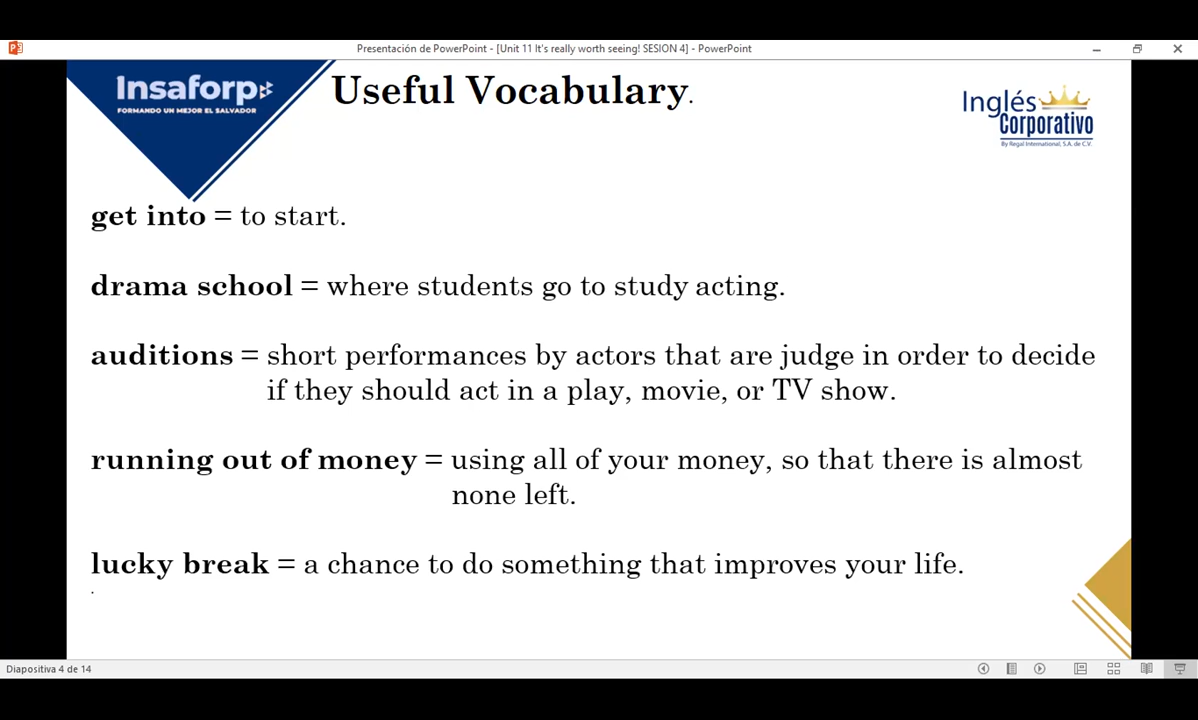 Presentación de PowerPoint - [Unit 11 It's really worth seeing! SESION 4] - PowerPoint
Insaforp
FORMANDO UN MEJOR EL SALVADOR
Useful Vocabulary.
Inglés
Corporativo
By Regal International, S.A. de C.V.
get into = to start.
drama school = where students go to study acting.
auditions = short performances by actors that are judge in order to decide
if they should act in a play, movie, or TV show.
running out of money = using all of your money, so that there is almost
none left.
lucky break = a chance to do something that improves your life.
.
Diapositiva 4 de 14